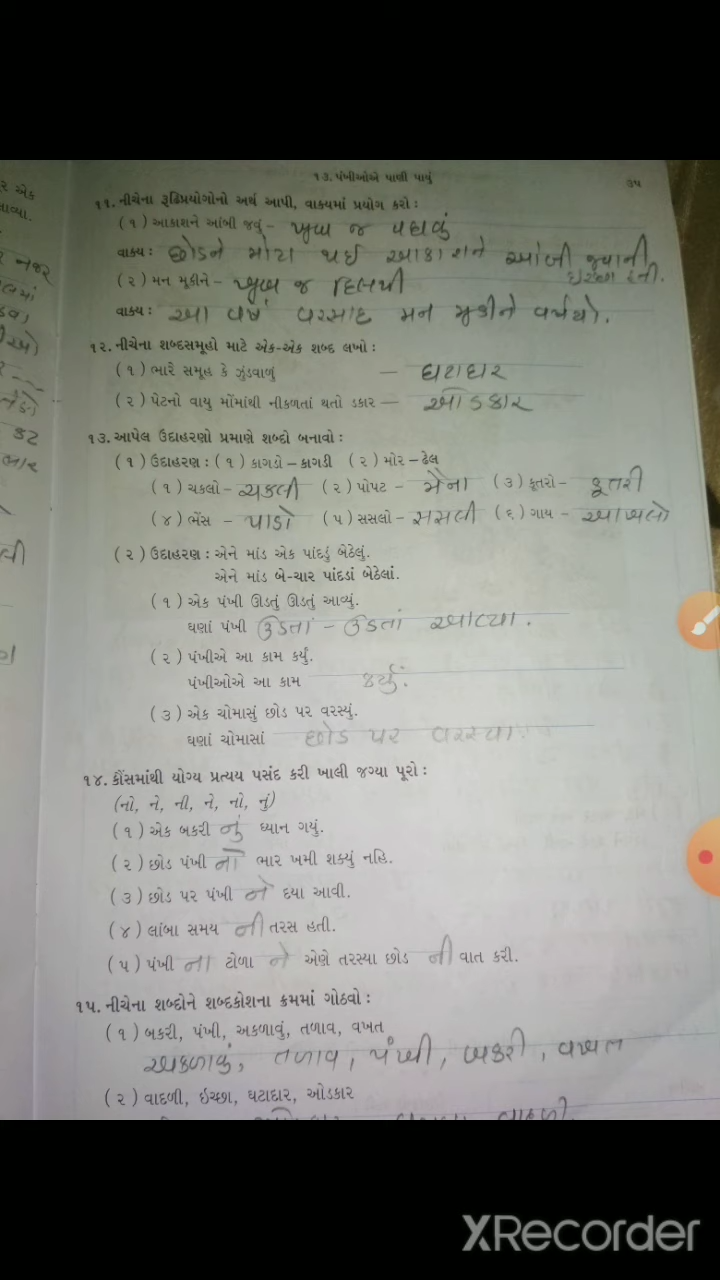 ૧૩. પંખીઓએ પાણી પાયું ૩૫
૧૧. નીચેના રૂઢિપ્રયોગોનો અર્થ આપી, વાક્યમાં પ્રયોગ કરો :
(૧) આકાશને આંબી જવું - ખુબ જ વધવું
વાક્ય : છોડને મોટા થઈ આકાશને આંબી જવાની
ઇચ્છા હતી.
(૨) મન મૂકીને - ખુબ જ દિલથી
વાક્ય : આ વર્ષે વરસાદ મન મુકીને વર્ષ્યો.
૧૨. નીચેના શબ્દસમૂહો માટે એક-એક શબ્દ લખો :
(૧) ભારે સમૂહ કે ઝુંડવાળું — ઘટાદાર
(૨) પેટનો વાયુ મોંમાંથી નીકળતાં થતો ડકાર — ઓડકાર
૧૩. આપેલ ઉદાહરણો પ્રમાણે શબ્દો બનાવો :
(૧) ઉદાહરણ : (૧) કાગડો – કાગડી (૨) મોર – ઢેલ
(૧) ચકલો - ચકલી (૨) પોપટ - મેના (૩) કૂતરો - કૂતરી
(૪) ભેંસ - પાડો (૫) સસલો - સસલી (૬) ગાય - આખલો
(૨) ઉદાહરણ : એને માંડ એક પાંદડું બેઠેલું.
એને માંડ બે-ચાર પાંદડાં બેઠેલાં.
(૧) એક પંખી ઊડતું ઊડતું આવ્યું.
ઘણાં પંખી ઉડતાં - ઉડતાં આવ્યા.
(૨) પંખીએ આ કામ કર્યું.
પંખીઓએ આ કામ કર્યું.
(૩) એક ચોમાસું છોડ પર વરસ્યું.
ઘણાં ચોમાસાં છોડ પર વરસ્યા.
૧૪. કૌંસમાંથી યોગ્ય પ્રત્યય પસંદ કરી ખાલી જગ્યા પૂરો :
(નો, ને, ની, ને, નો, નું)
(૧) એક બકરી નું ધ્યાન ગયું.
(૨) છોડ પંખી નો ભાર ખમી શક્યું નહિ.
(૩) છોડ પર પંખી ને દયા આવી.
(૪) લાંબા સમય ની તરસ હતી.
(૫) પંખી ના ટોળા ને એણે તરસ્યા છોડ ની વાત કરી.
૧૫. નીચેના શબ્દોને શબ્દકોશના ક્રમમાં ગોઠવો :
(૧) બકરી, પંખી, અકળાવું, તળાવ, વખત
અકળાવું, તળાવ, પંખી, બકરી, વખત
(૨) વાદળી, ઇચ્છા, ઘટાદાર, ઓડકાર
વાદળી.
XRecorder